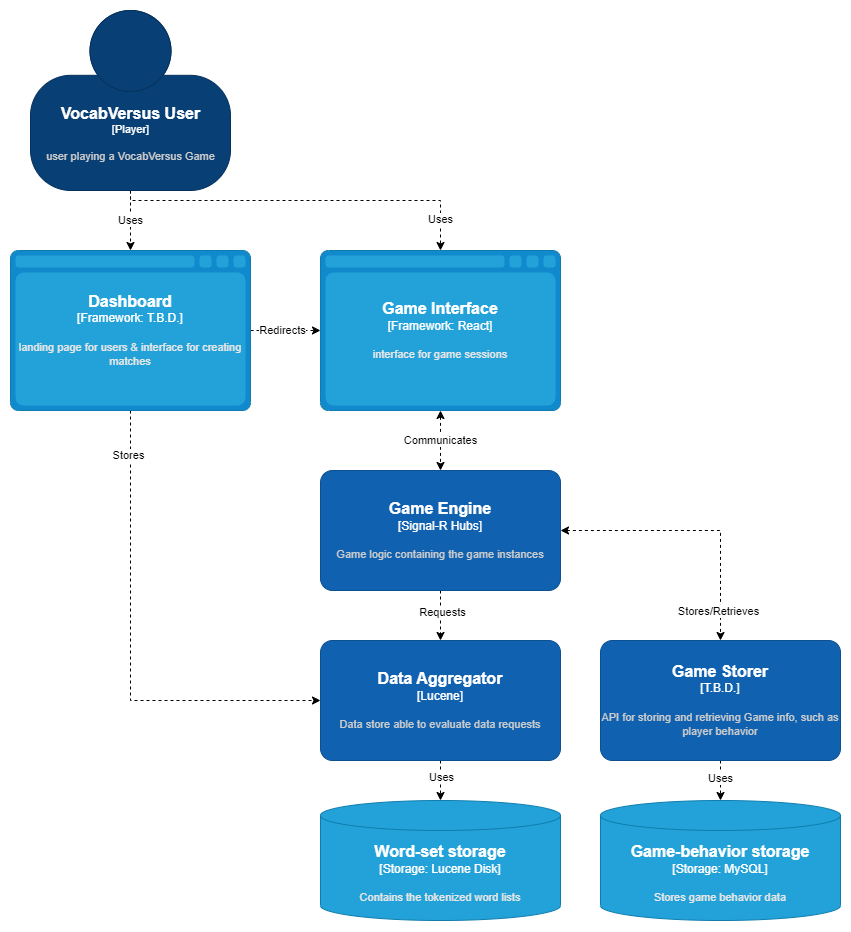 VocabVersus User
[Player]
user playing a VocabVersus Game
Uses
Uses
Dashboard
[Framework: T.B.D.]
landing page for users & interface for creating
matches
Redirects
Game Interface
[Framework: React]
interface for game sessions
Communicates
Stores
Game Engine
[Signal-R Hubs]
Game logic containing the game instances
Requests
Stores/Retrieves
Data Aggregator
[Lucene]
Data store able to evaluate data requests
Game Storer
[T.B.D.]
API for storing and retrieving Game info, such as
player behavior
Uses
Uses
Word-set storage
[Storage: Lucene Disk]
Contains the tokenized word lists
Game-behavior storage
[Storage: MySQL]
Stores game behavior data